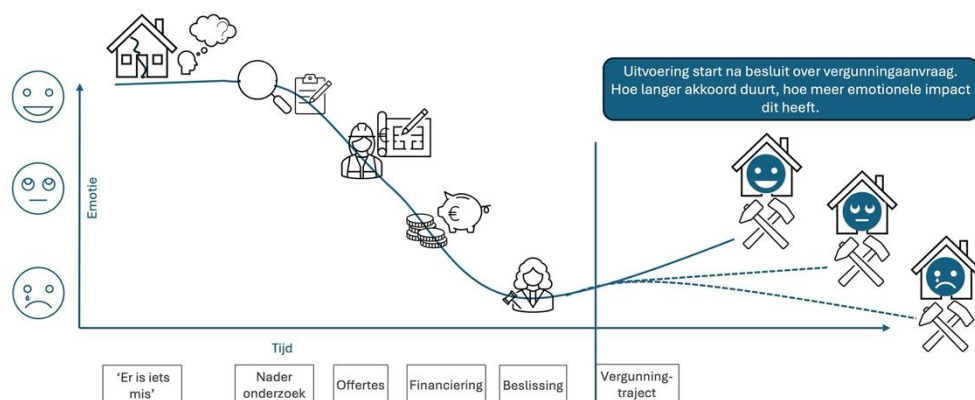 Uitvoering start na besluit over vergunningaanvraag.
Hoe langer akkoord duurt, hoe meer emotionele impact
dit heeft.
Emotie
Tijd
‘Er is iets
mis’
Nader
onderzoek
Offertes
Financiering
Beslissing
Vergunning-
traject